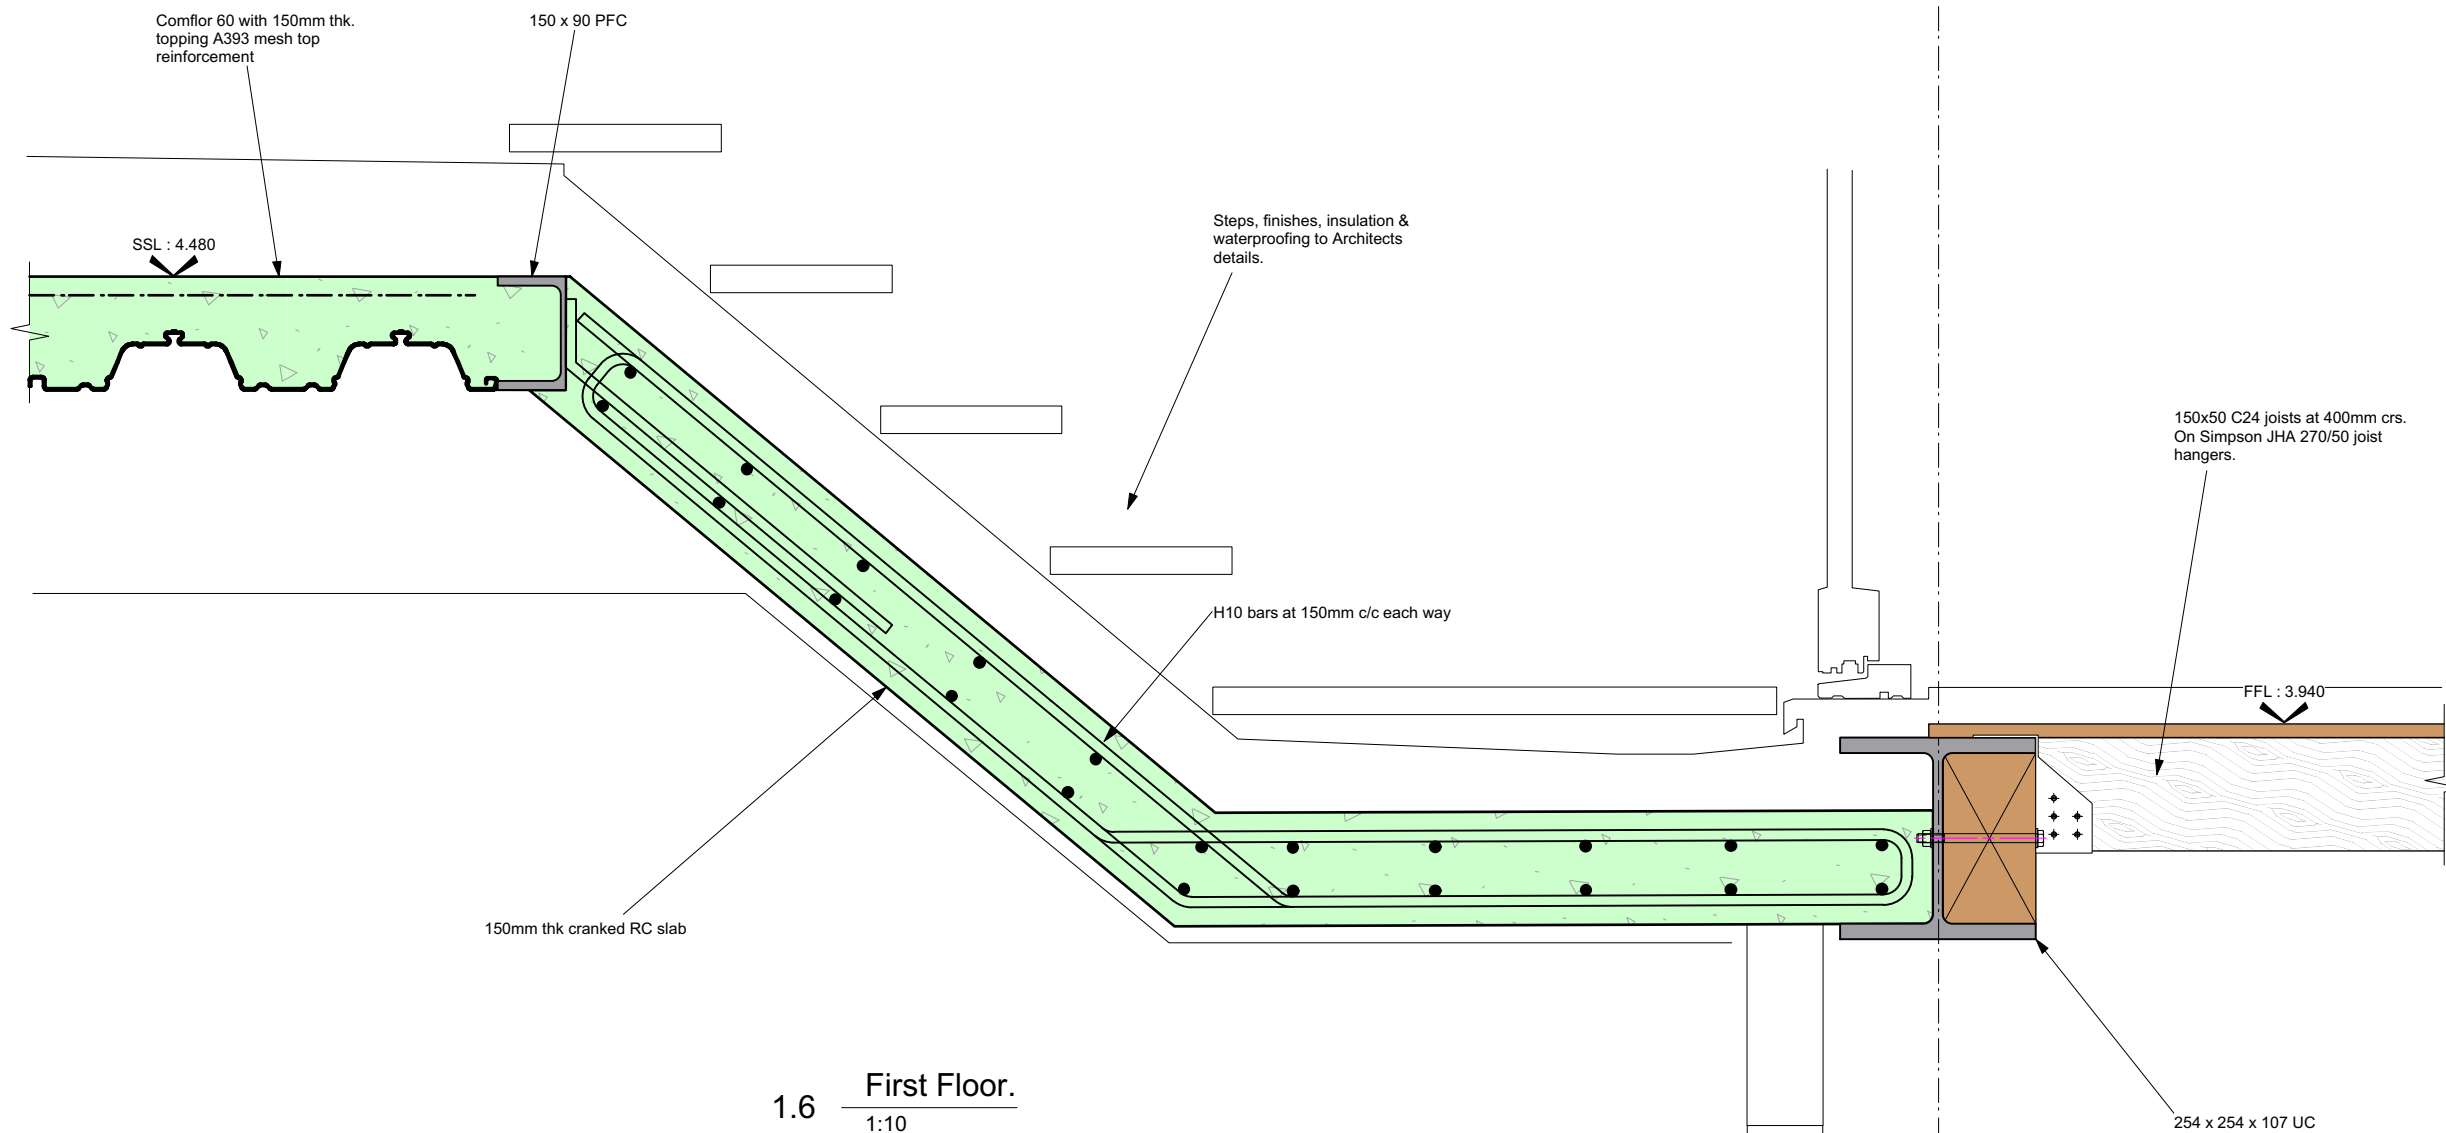 Comflor 60 with 150mm thk.
topping A393 mesh top
reinforcement
150 x 90 PFC
SSL : 4.480
Steps, finishes, insulation &
waterproofing to Architects
details.
150x50 C24 joists at 400mm crs.
On Simpson JHA 270/50 joist
hangers.
H10 bars at 150mm c/c each way
FFL : 3.940
150mm thk cranked RC slab
1.6 First Floor.
1:10
254 x 254 x 107 UC